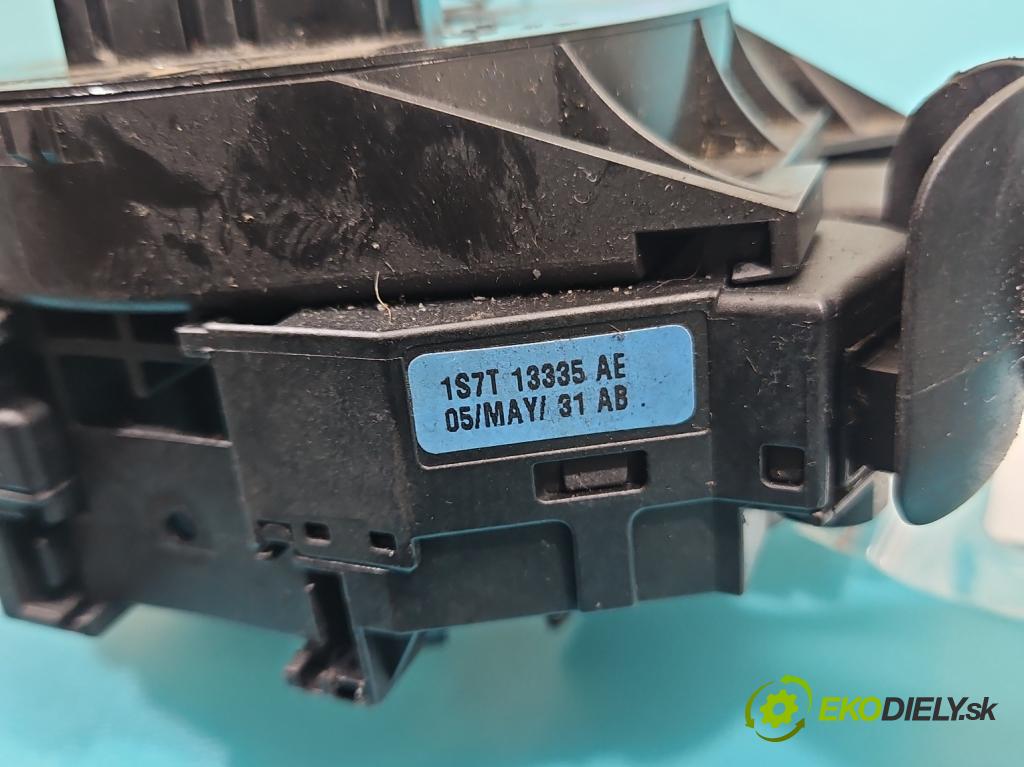 1S7T 13335 AE
05/MAY/ 31 AB .
EKODIELY.sk